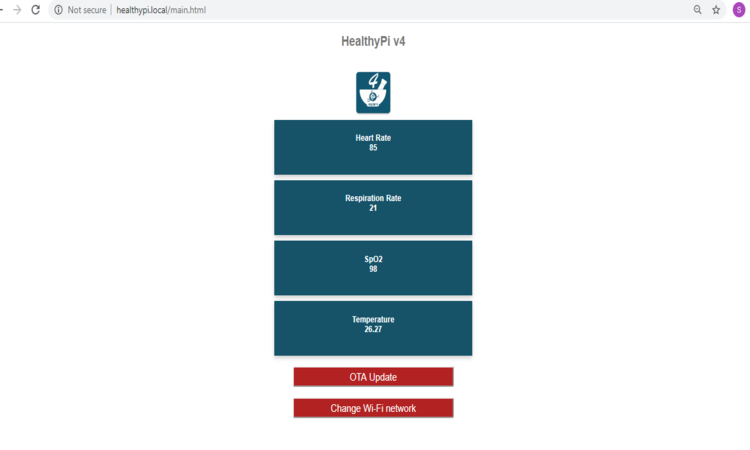 Not secure | healthypi.local/main.html
S
HealthyPi v4
4
Heart Rate
85
Respiration Rate
21
SpO2
98
Temperature
26.27
OTA Update
Change Wi-Fi network